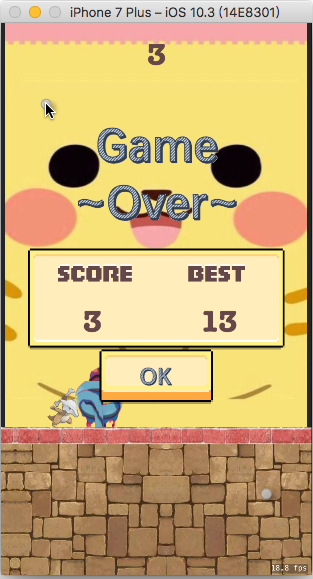 iPhone 7 Plus – iOS 10.3 (14E8301)
3
Game
~Over~
SCORE BEST
3 13
OK
18.8 fps